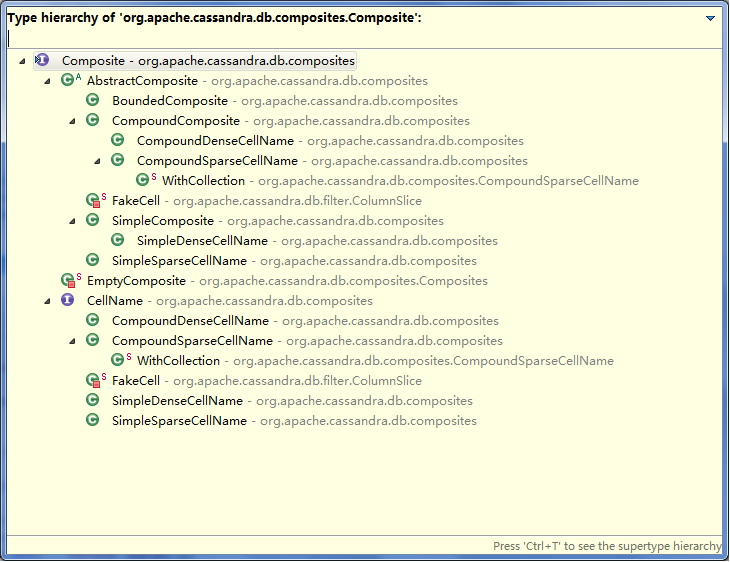 Type hierarchy of 'org.apache.cassandra.db.composites.Composite':
Composite - org.apache.cassandra.db.composites
AbstractComposite - org.apache.cassandra.db.composites
BoundedComposite - org.apache.cassandra.db.composites
CompoundComposite - org.apache.cassandra.db.composites
CompoundDenseCellName - org.apache.cassandra.db.composites
CompoundSparseCellName - org.apache.cassandra.db.composites
WithCollection - org.apache.cassandra.db.composites.CompoundSparseCellName
FakeCell - org.apache.cassandra.db.filter.ColumnSlice
SimpleComposite - org.apache.cassandra.db.composites
SimpleDenseCellName - org.apache.cassandra.db.composites
SimpleSparseCellName - org.apache.cassandra.db.composites
EmptyComposite - org.apache.cassandra.db.composites.Composites
CellName - org.apache.cassandra.db.composites
CompoundDenseCellName - org.apache.cassandra.db.composites
CompoundSparseCellName - org.apache.cassandra.db.composites
WithCollection - org.apache.cassandra.db.composites.CompoundSparseCellName
FakeCell - org.apache.cassandra.db.filter.ColumnSlice
SimpleDenseCellName - org.apache.cassandra.db.composites
SimpleSparseCellName - org.apache.cassandra.db.composites
Press 'Ctrl+T' to see the supertype hierarchy